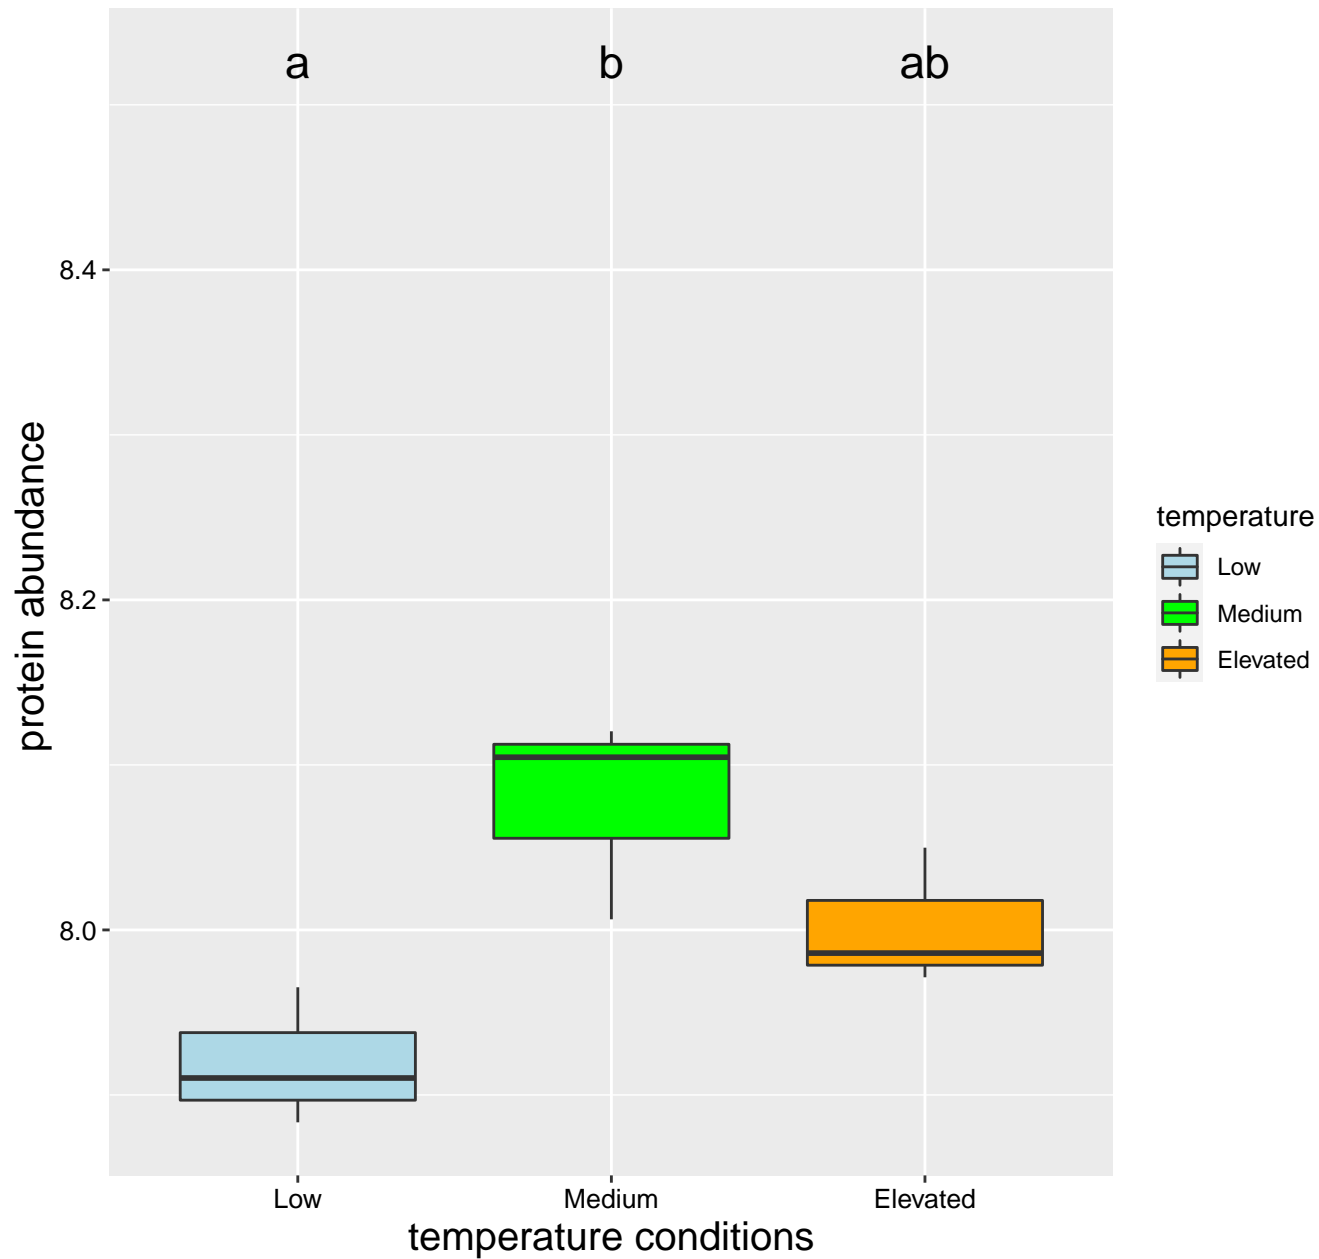 a b ab
8.4
8.2
8.0
protein abundance
Low Medium Elevated
temperature conditions
temperature
Low
Medium
Elevated